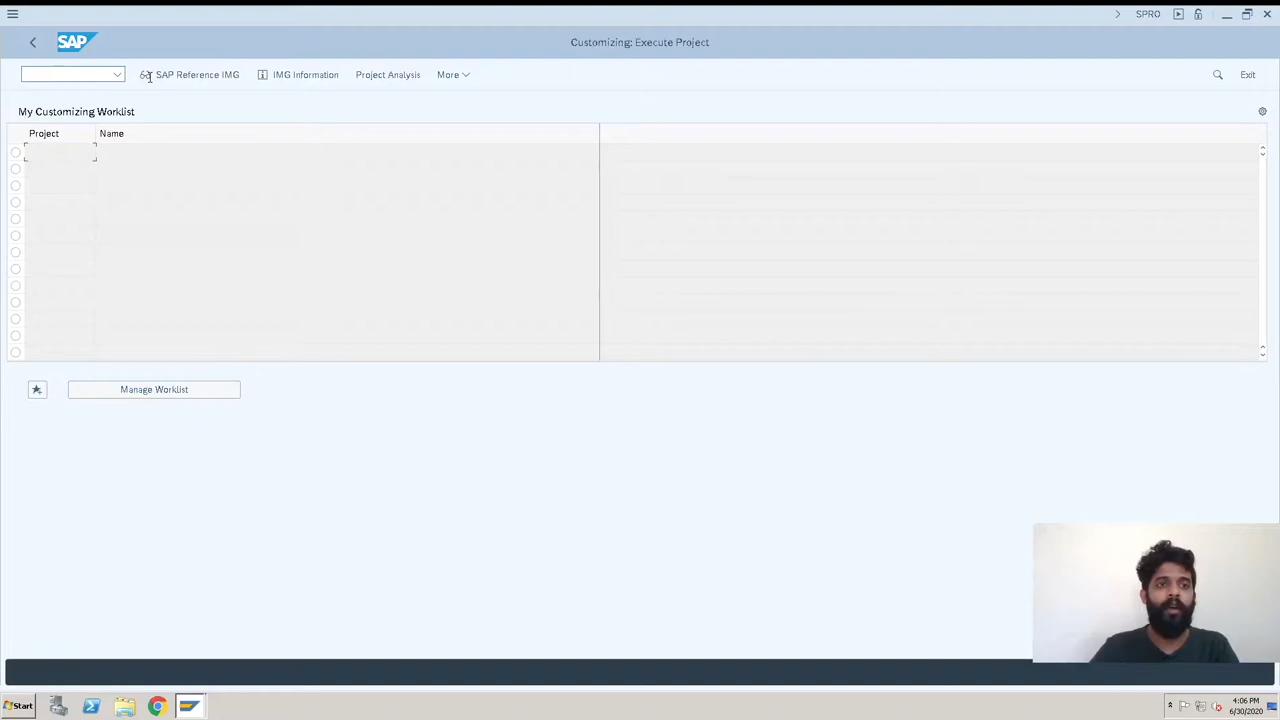 SPRO
SAP
Customizing: Execute Project
SAP Reference IMG
IMG Information
Project Analysis
More
Exit
My Customizing Worklist
Project
Name
Manage Worklist
Start
4:06 PM
6/30/2020